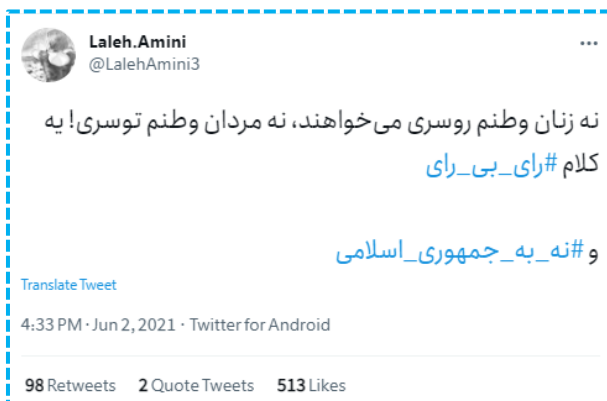 Laleh.Amini
@LalehAmini3
نه زنان وطنم روسری می‌خواهند، نه مردان وطنم توسری! یه
کلام #رای_بی_رای
و #نه_به_جمهوری_اسلامی
Translate Tweet
4:33 PM · Jun 2, 2021 · Twitter for Android
98 Retweets 2 Quote Tweets 513 Likes